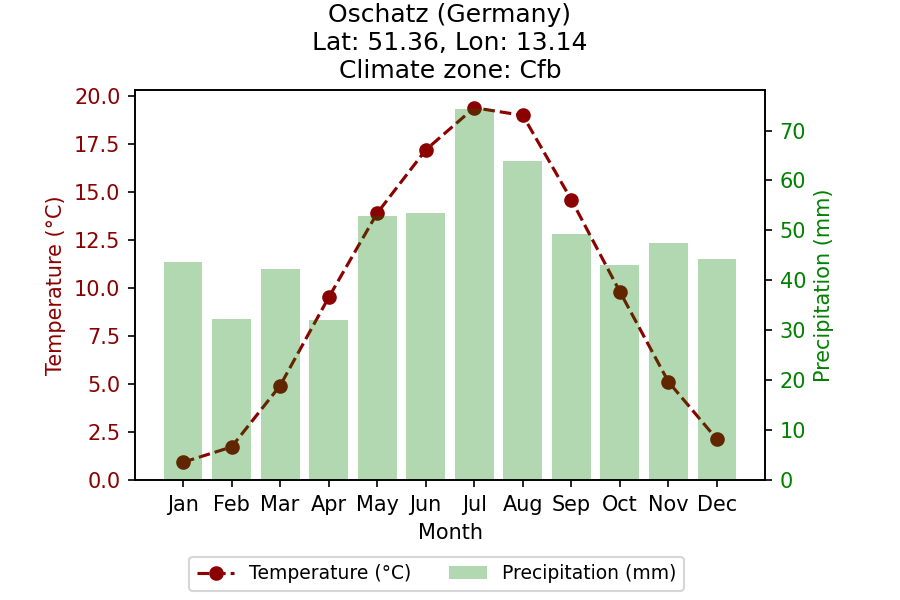 Oschatz (Germany)
Lat: 51.36, Lon: 13.14
Climate zone: Cfb
Temperature (°C)
20.0
17.5
15.0
12.5
10.0
7.5
5.0
2.5
0.0
Precipitation (mm)
70
60
50
40
30
20
10
0
Jan Feb Mar Apr May Jun Jul Aug Sep Oct Nov Dec
Month
Temperature (°C) Precipitation (mm)